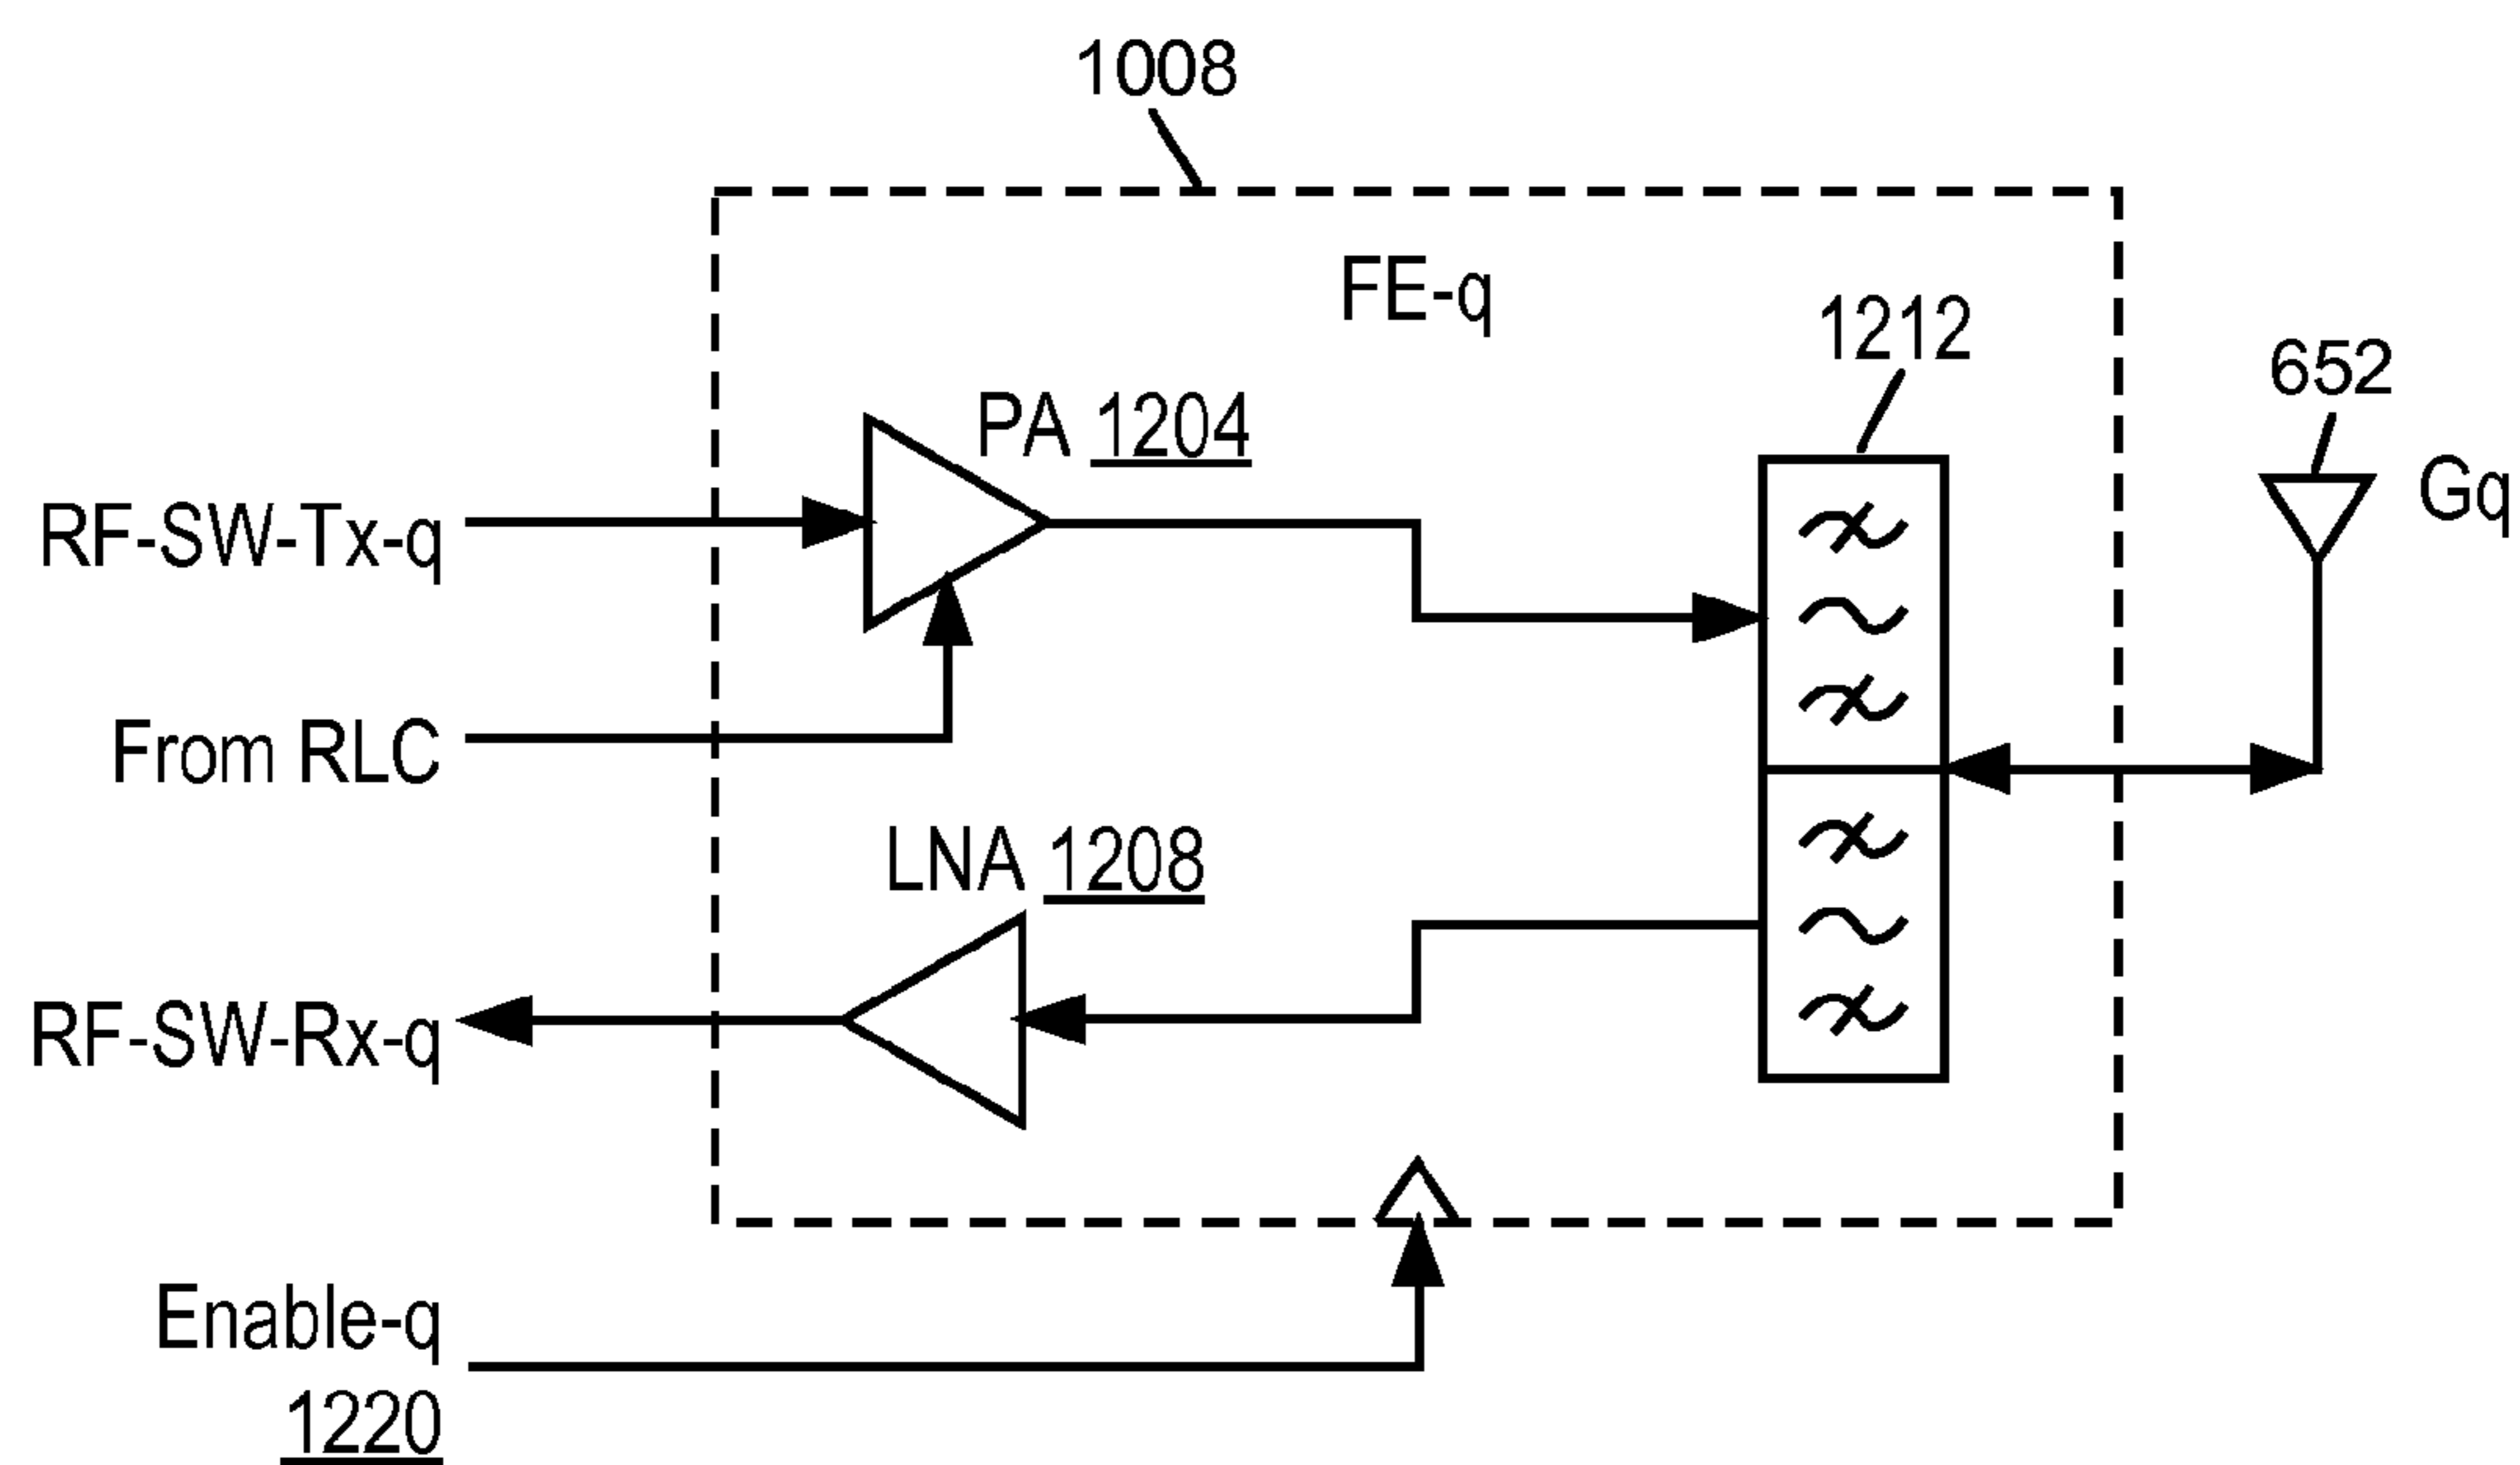 1008
FE-q
1212
652
PA 1204
Gq
RF-SW-Tx-q
From RLC
LNA 1208
RF-SW-Rx-q
Enable-q
1220